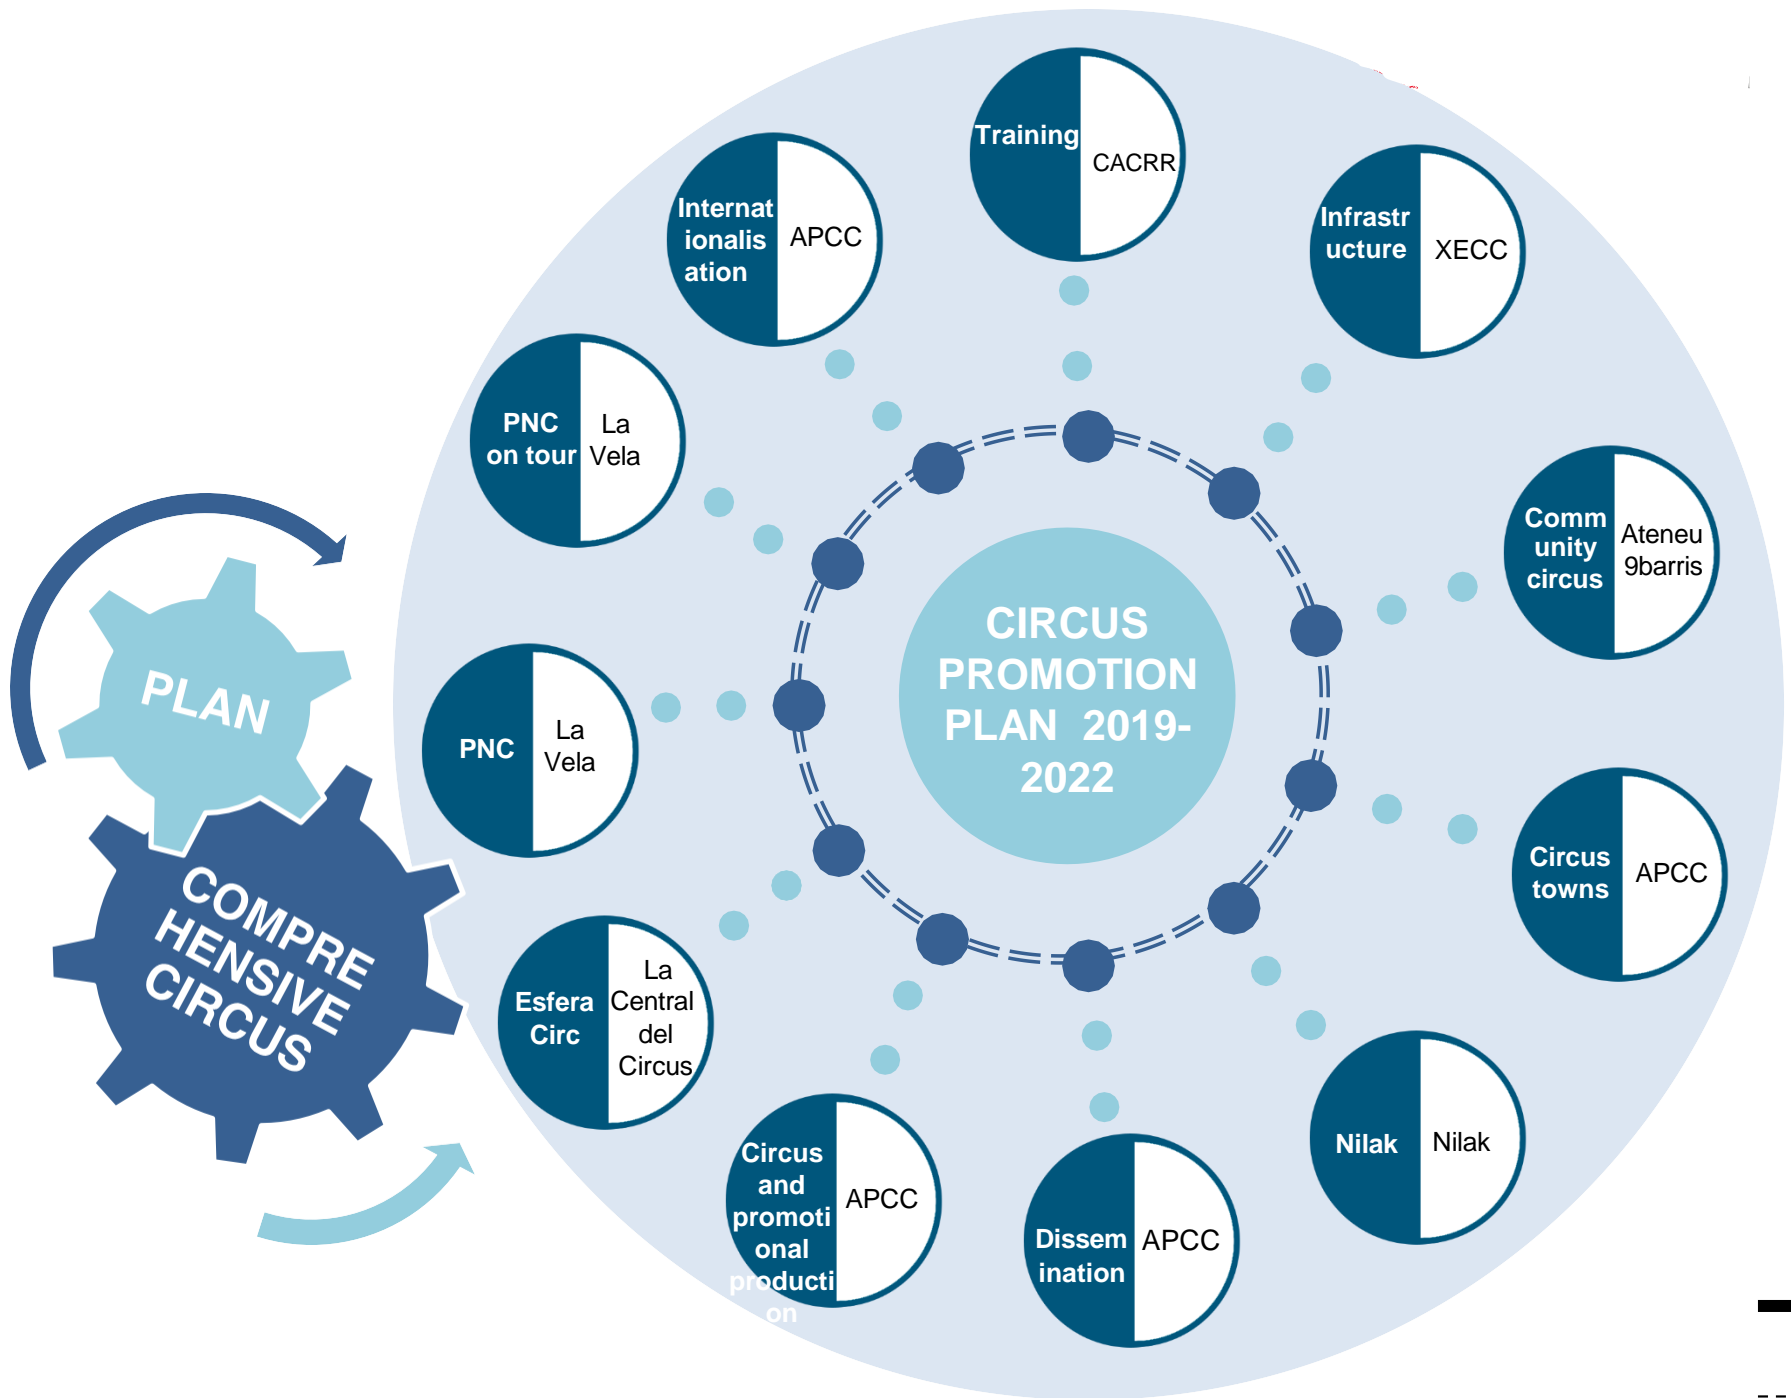 Training
CACRR
Internat
ionalis
ation
APCC
Infrastr
ucture
XECC
PNC
on tour
La
Vela
Comm
unity
circus
Ateneu
9barris
CIRCUS
PROMOTION
PLAN 2019-
2022
PLAN
PNC
La
Vela
COMPRE
HENSIVE
CIRCUS
Circus
towns
APCC
Esfera
Circ
La
Central
del
Circus
Nilak
Nilak
Circus
and
promoti
onal
producti
on
APCC
Dissem
ination
APCC